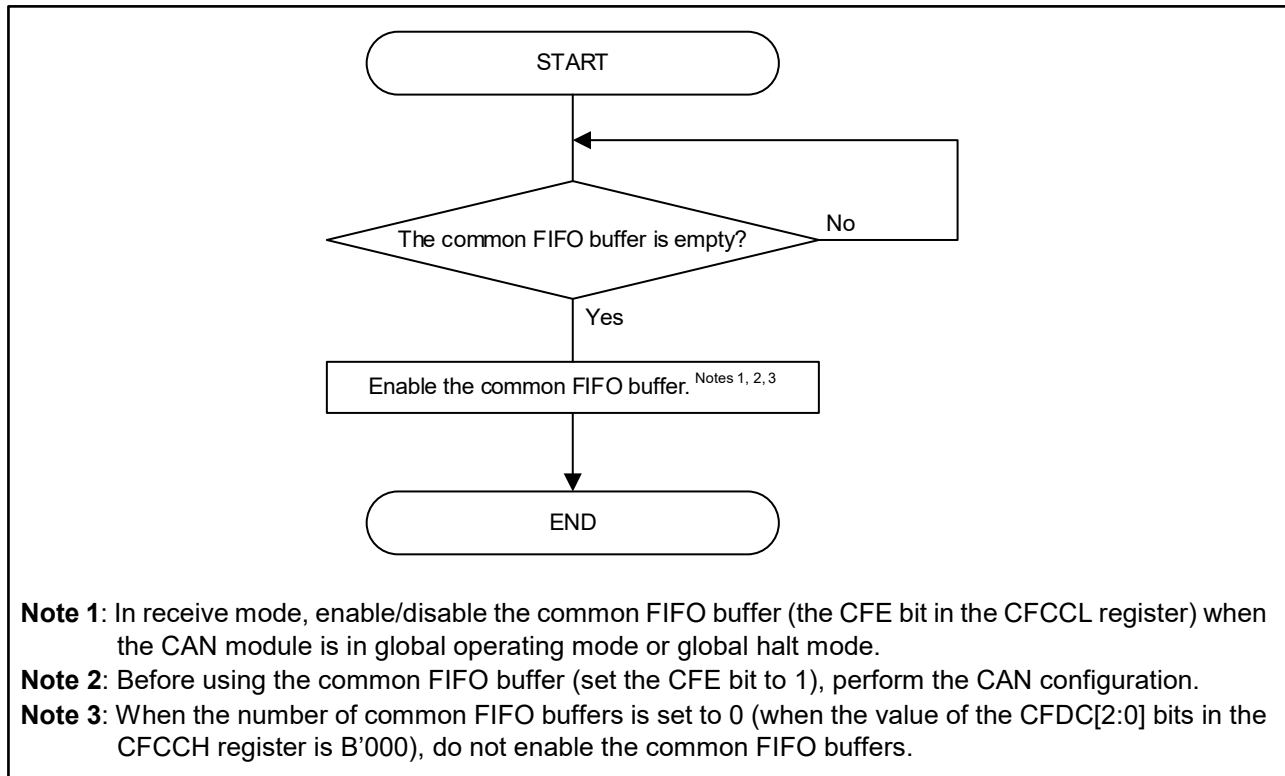 START
The common FIFO buffer is empty?
No
Yes
Enable the common FIFO buffer. Notes 1, 2, 3
END
Note 1: In receive mode, enable/disable the common FIFO buffer (the CFE bit in the CFCCL register) when
the CAN module is in global operating mode or global halt mode.
Note 2: Before using the common FIFO buffer (set the CFE bit to 1), perform the CAN configuration.
Note 3: When the number of common FIFO buffers is set to 0 (when the value of the CFDC[2:0] bits in the
CFCCH register is B’000), do not enable the common FIFO buffers.